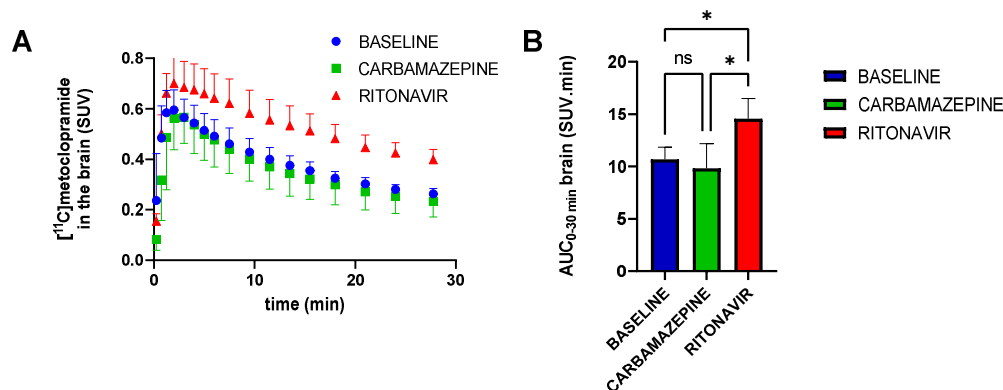 A
BASELINE
CARBAMAZEPINE
RITONAVIR
[¹¹C]metoclopramide
in the brain (SUV)
0.8
0.6
0.4
0.2
0.0
0
10
20
30
time (min)
B
*
ns
*
AUC₀₋₃₀ ₘᵢₙ brain (SUV.min)
20
15
10
5
0
BASELINE
CARBAMAZEPINE
RITONAVIR
BASELINE
CARBAMAZEPINE
RITONAVIR